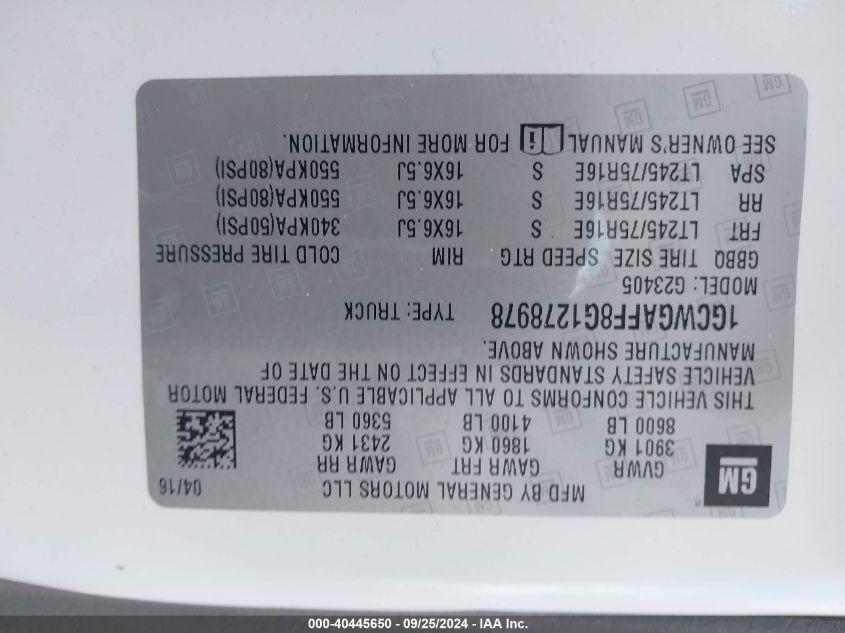 MFD BY GENERAL MOTORS LLC 04/16
GM
GVWR GAWR FRT GAWR RR
3901 KG 1860 KG 2431 KG
8600 LB 4100 LB 5360 LB
THIS VEHICLE CONFORMS TO ALL APPLICABLE U.S. FEDERAL MOTOR
VEHICLE SAFETY STANDARDS IN EFFECT ON THE DATE OF
MANUFACTURE SHOWN ABOVE.
1GCWGAFF8G1278978 TYPE: TRUCK
MODEL: G23405
GBBQ TIRE SIZE SPEED RTG RIM COLD TIRE PRESSURE
FRT LT245/75R16E S 16X6.5J 340KPA(50PSI)
RR LT245/75R16E S 16X6.5J 550KPA(80PSI)
SPA LT245/75R16E S 16X6.5J 550KPA(80PSI)
SEE OWNER'S MANUAL i FOR MORE INFORMATION.
000-40445650 - 09/25/2024 - IAA Inc.